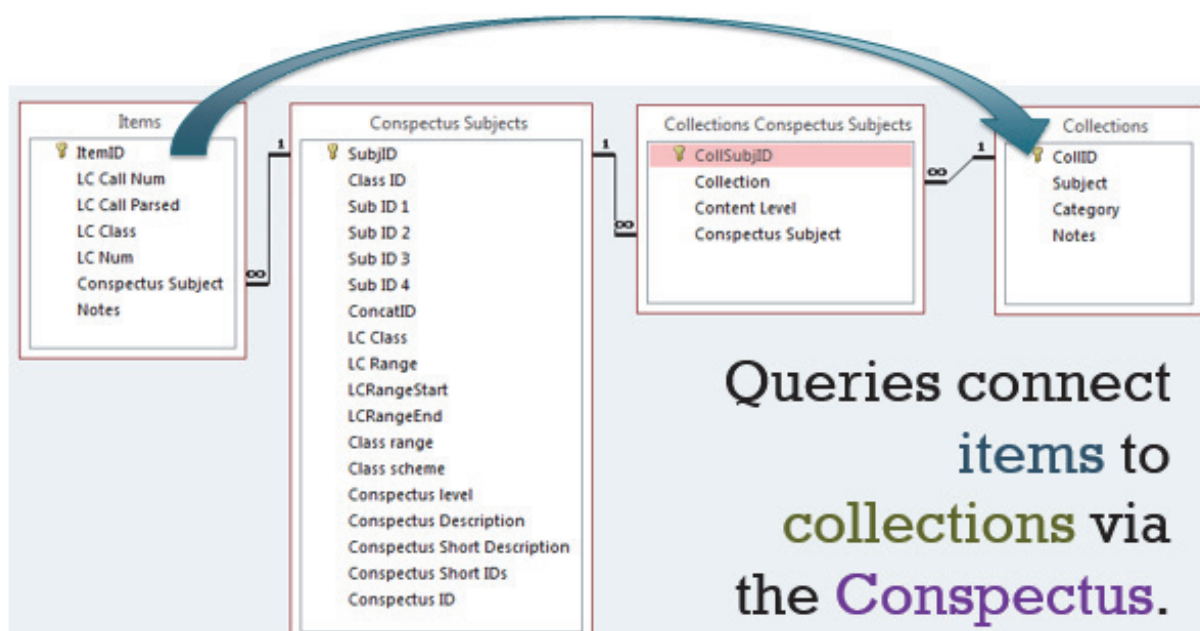 Items
ItemID
LC Call Num
LC Call Parsed
LC Class
LC Num
Conspectus Subject
Notes
1
∞
Conspectus Subjects
SubjID
Class ID
Sub ID 1
Sub ID 2
Sub ID 3
Sub ID 4
ConcatID
LC Class
LC Range
LCRangeStart
LCRangeEnd
Class range
Class scheme
Conspectus level
Conspectus Description
Conspectus Short Description
Conspectus Short IDs
Conspectus ID
1
∞
Collections Conspectus Subjects
CollSubjID
Collection
Content Level
Conspectus Subject
∞
1
Collections
CollID
Subject
Category
Notes
Queries connect
items to
collections via
the Conspectus.